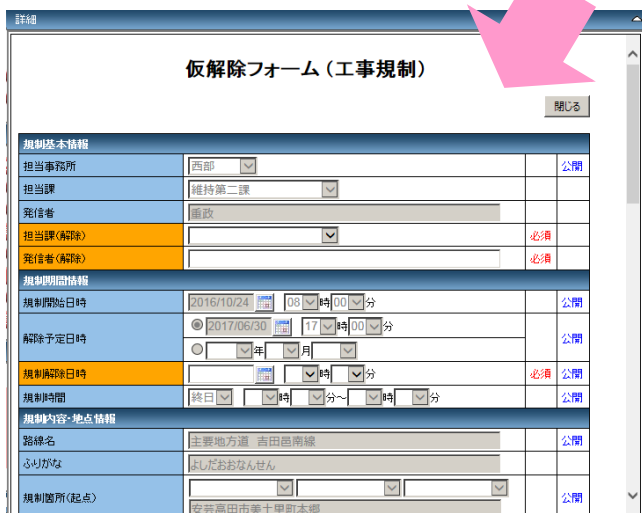 詳細
仮解除フォーム（工事規制）
閉じる
規制基本情報
担当事務所 西部 公開
担当課 維持第二課
発信者 重政
担当課(解除) 必須
発信者(解除) 必須
規制期間情報
規制開始日時 2016/10/24 08 時 00 分 公開
解除予定日時 2017/06/30 17 時 00 分 公開
年 月
規制解除日時 時 分 必須 公開
規制時間 終日 時 分～ 時 分 公開
規制内容・地点情報
路線名 主要地方道 吉田邑南線 公開
ふりがな よしだおおなんせん
規制箇所(起点) 公開
安芸高田市美土里町本郷